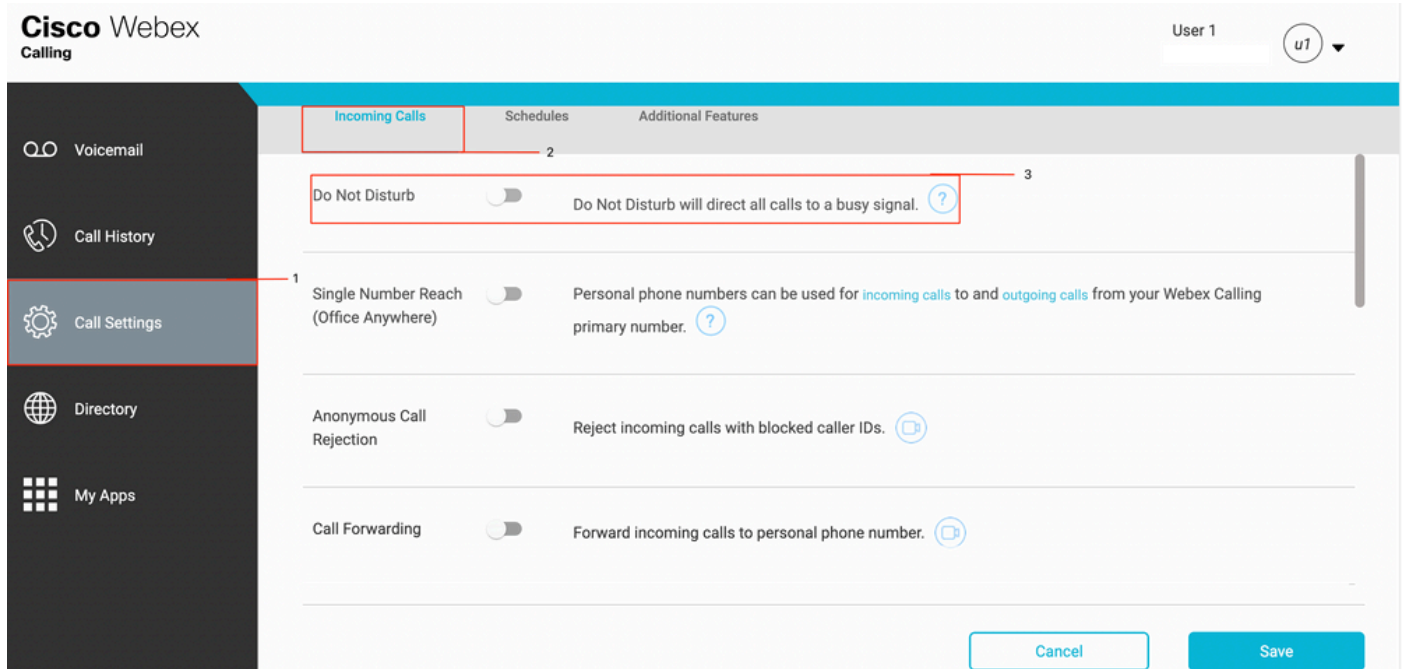 Cisco Webex
Calling
User 1
u1
Incoming Calls
Schedules
Additional Features
2
Voicemail
Call History
1
Call Settings
Directory
My Apps
3
Do Not Disturb
Do Not Disturb will direct all calls to a busy signal. ?
Single Number Reach
(Office Anywhere)
Personal phone numbers can be used for incoming calls to and outgoing calls from your Webex Calling
primary number. ?
Anonymous Call
Rejection
Reject incoming calls with blocked caller IDs.
Call Forwarding
Forward incoming calls to personal phone number.
Cancel
Save